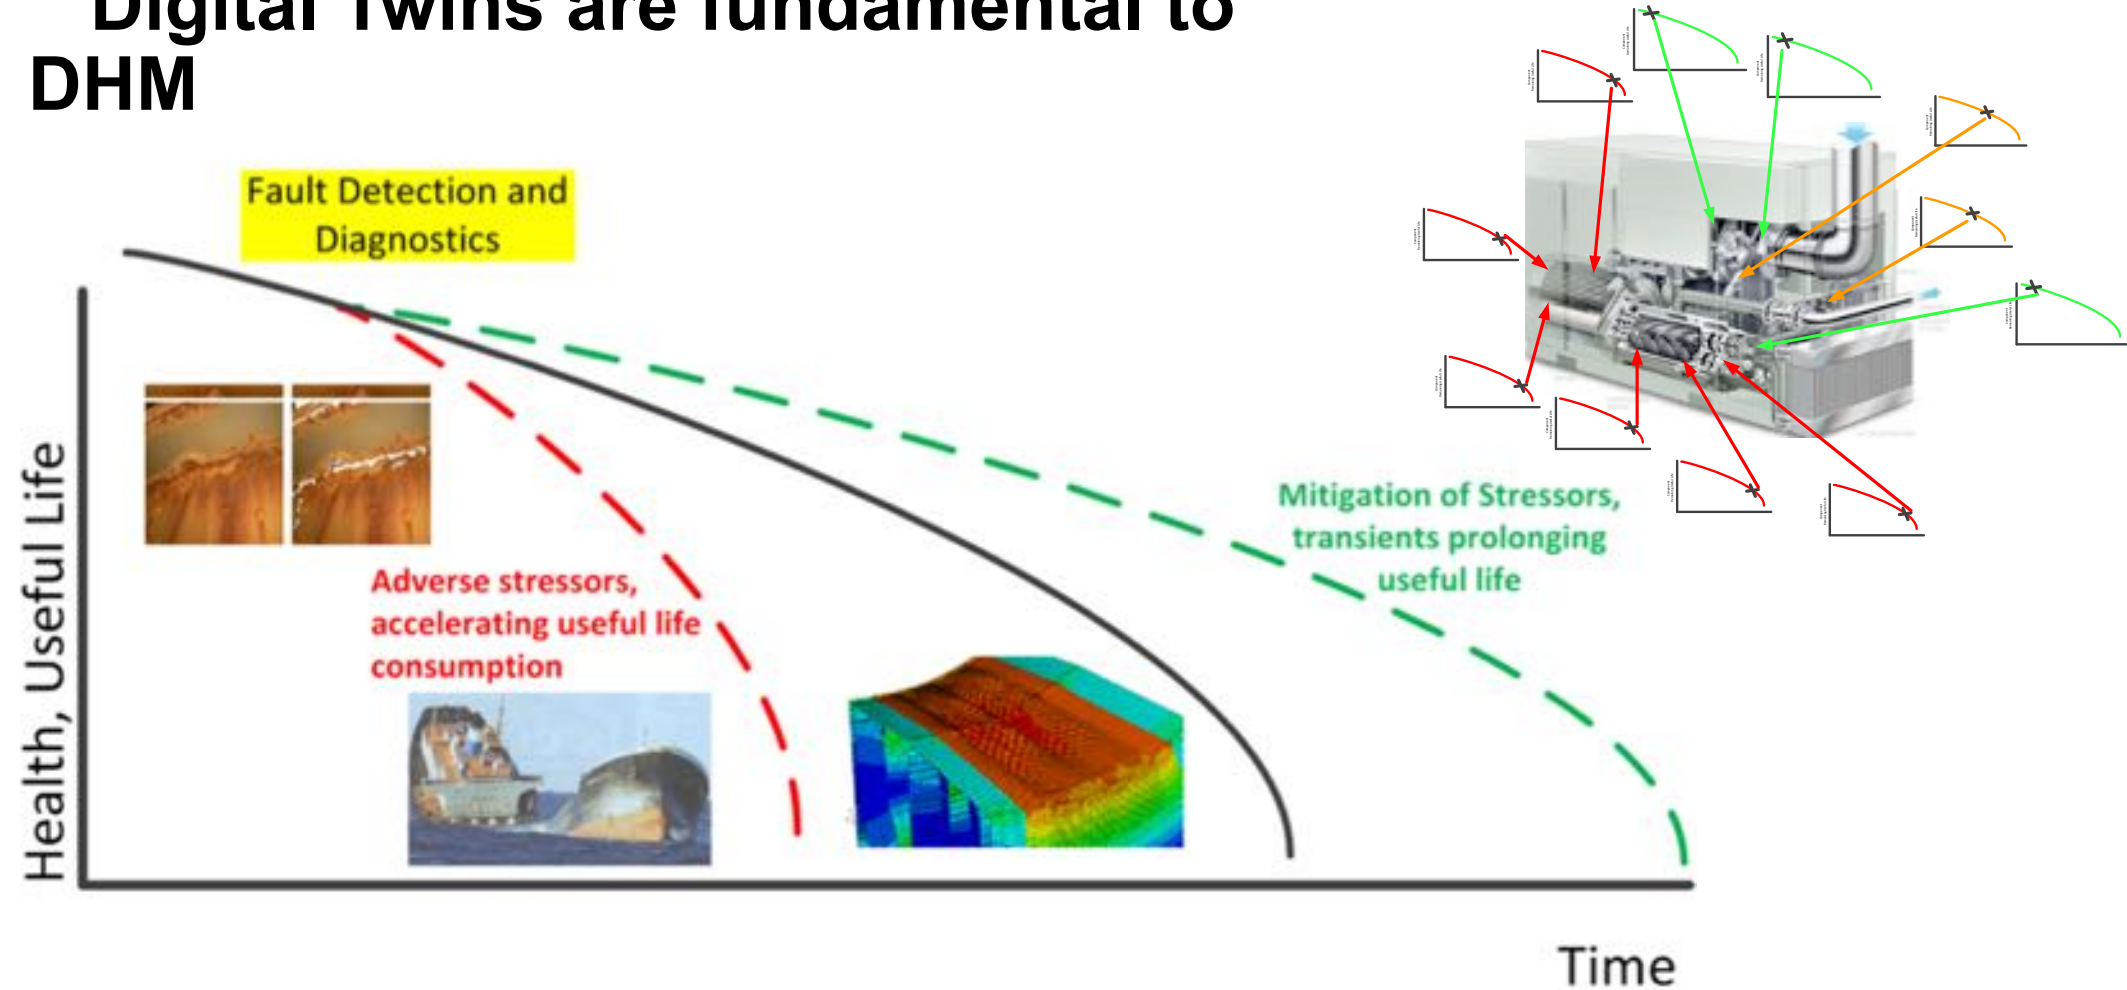 Digital Twins are fundamental to
DHM
Fault Detection and
Diagnostics
Health, Useful Life
Adverse stressors,
accelerating useful life
consumption
Mitigation of Stressors,
transients prolonging
useful life
Time